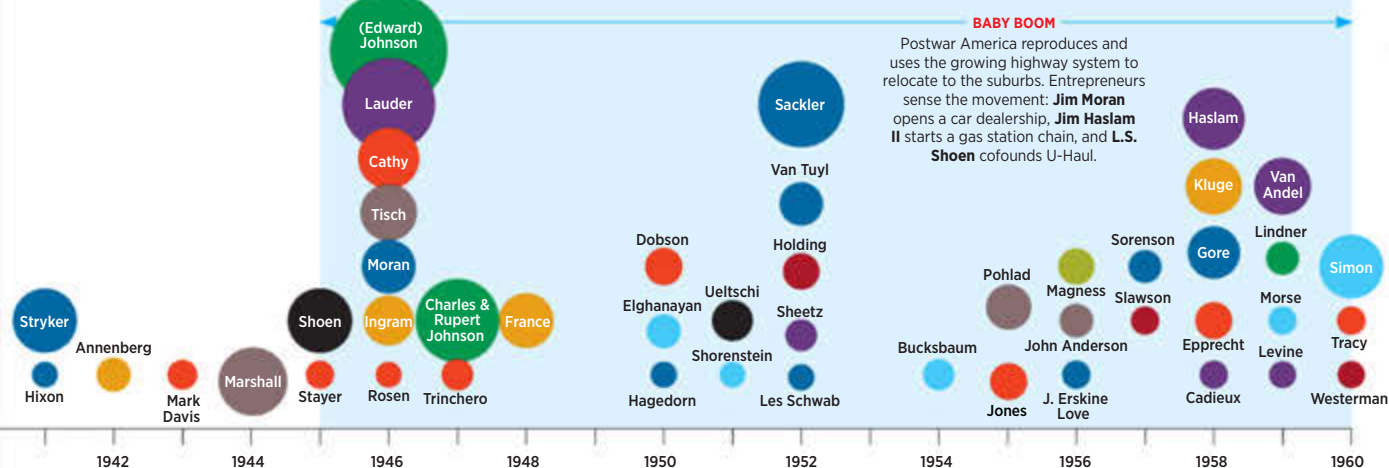 BABY BOOM
Postwar America reproduces and
uses the growing highway system to
relocate to the suburbs. Entrepreneurs
sense the movement: Jim Moran
opens a car dealership, Jim Haslam
II starts a gas station chain, and L.S.
Shoen cofounds U-Haul.
Stryker
Hixon
Annenberg
Mark
Davis
Marshall
Shoen
Stayer
(Edward)
Johnson
Lauder
Cathy
Tisch
Moran
Ingram
Rosen
Charles &
Rupert
Johnson
Trinchero
France
Dobson
Elghanayan
Hagedorn
Ueltschi
Shorenstein
Sackler
Van Tuyl
Holding
Sheetz
Les Schwab
Bucksbaum
Pohlad
Jones
Magness
John Anderson
J. Erskine
Love
Sorenson
Slawson
Haslam
Kluge
Gore
Epprecht
Cadieux
Van
Andel
Lindner
Morse
Levine
Simon
Tracy
Westerman
1942
1944
1946
1948
1950
1952
1954
1956
1958
1960